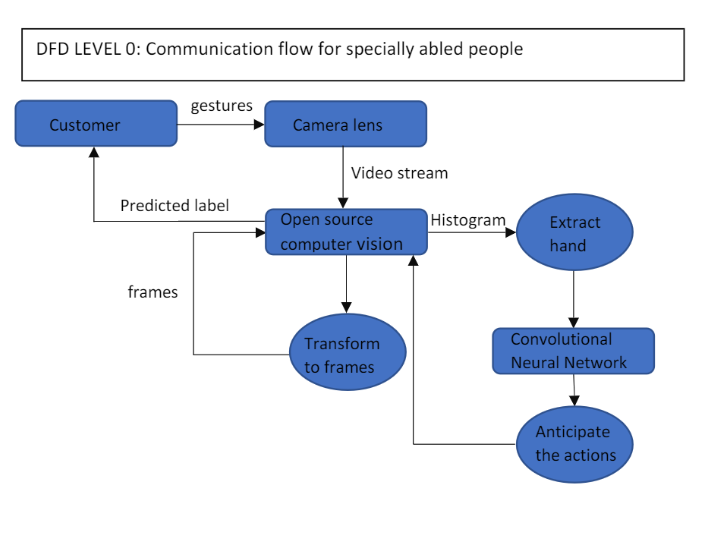 DFD LEVEL 0: Communication flow for specially abled people
gestures
Customer
Camera lens
Video stream
Predicted label
Open source
computer vision
Histogram
Extract
hand
frames
Transform
to frames
Convolutional
Neural Network
Anticipate
the actions